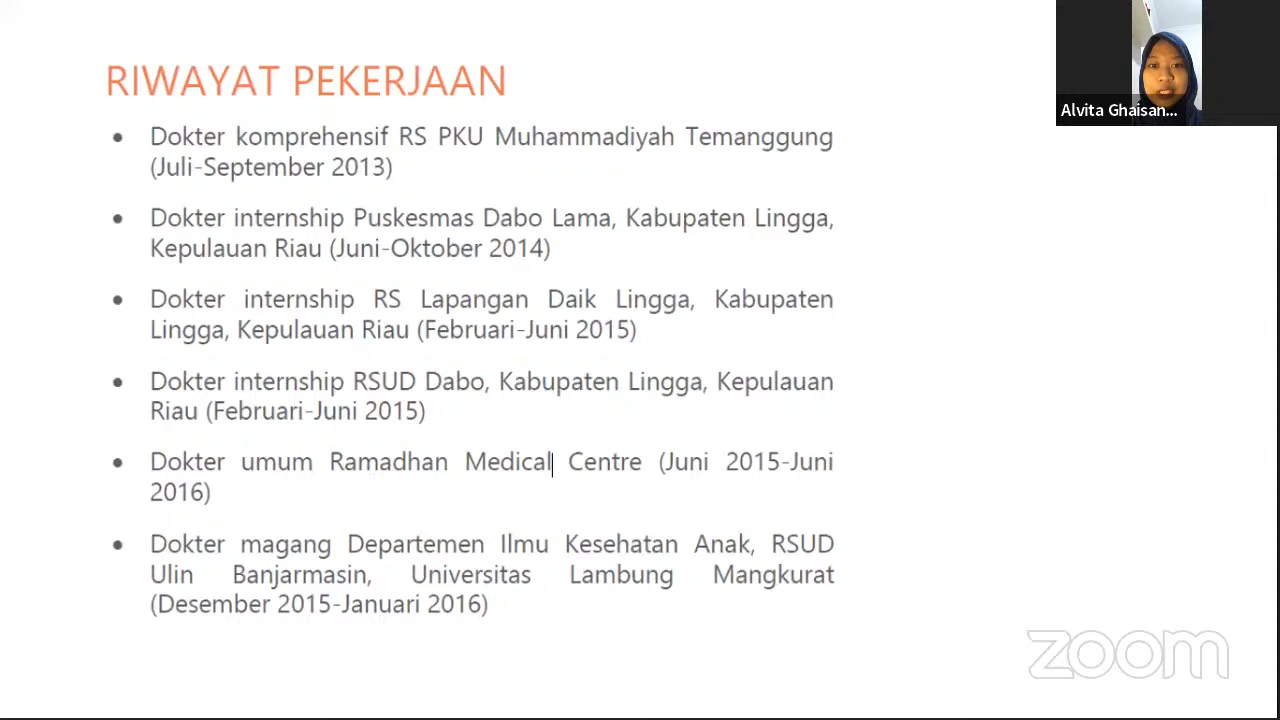 RIWAYAT PEKERJAAN
Alvita Ghaisan...
• Dokter komprehensif RS PKU Muhammadiyah Temanggung
(Juli-September 2013)
• Dokter internship Puskesmas Dabo Lama, Kabupaten Lingga,
Kepulauan Riau (Juni-Oktober 2014)
• Dokter internship RS Lapangan Daik Lingga, Kabupaten
Lingga, Kepulauan Riau (Februari-Juni 2015)
• Dokter internship RSUD Dabo, Kabupaten Lingga, Kepulauan
Riau (Februari-Juni 2015)
• Dokter umum Ramadhan Medical Centre (Juni 2015-Juni
2016)
• Dokter magang Departemen Ilmu Kesehatan Anak, RSUD
Ulin Banjarmasin, Universitas Lambung Mangkurat
(Desember 2015-Januari 2016)
zoom